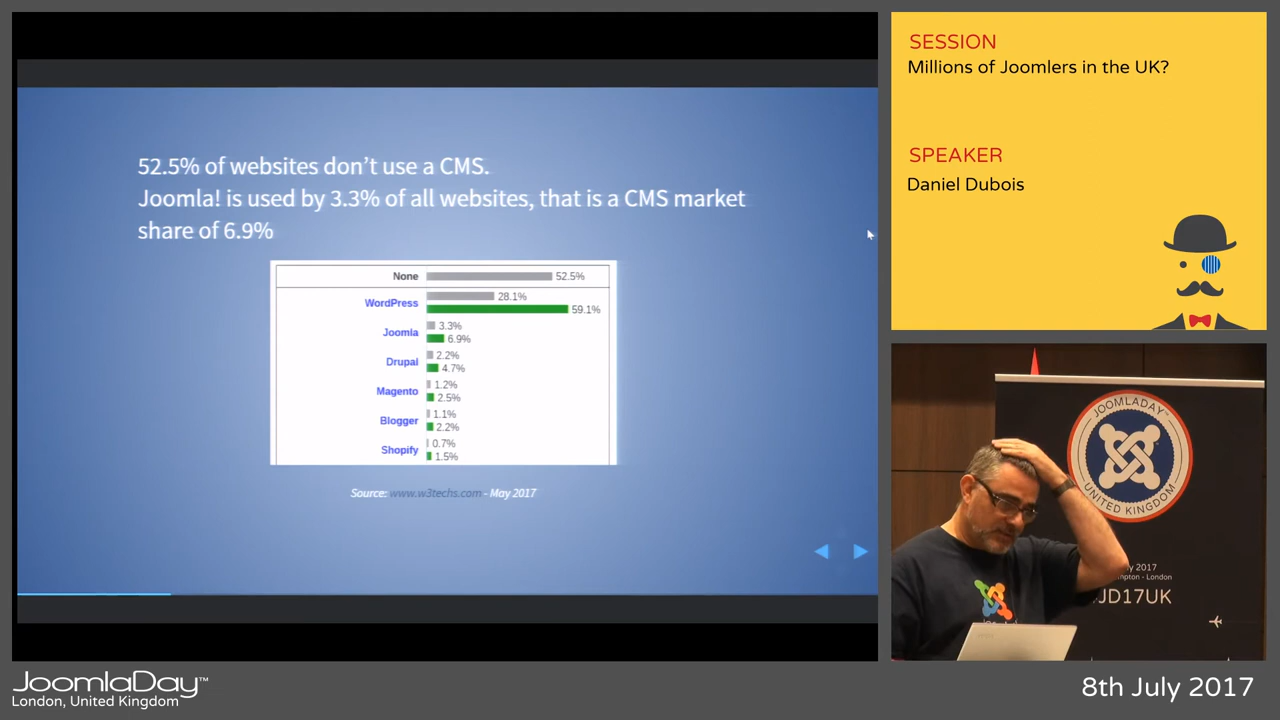 52.5% of websites don’t use a CMS.
Joomla! is used by 3.3% of all websites, that is a CMS market
share of 6.9%
None 52.5%
WordPress 28.1%
59.1%
Joomla 3.3%
6.9%
Drupal 2.2%
4.7%
Magento 1.2%
2.5%
Blogger 1.1%
2.2%
Shopify 0.7%
1.5%
Source: www.w3techs.com - May 2017
SESSION
Millions of Joomlers in the UK?
SPEAKER
Daniel Dubois
JOOMLADAY™
UNITED KINGDOM
2017
London
JD17UK
JoomlaDay™
London, United Kingdom
8th July 2017